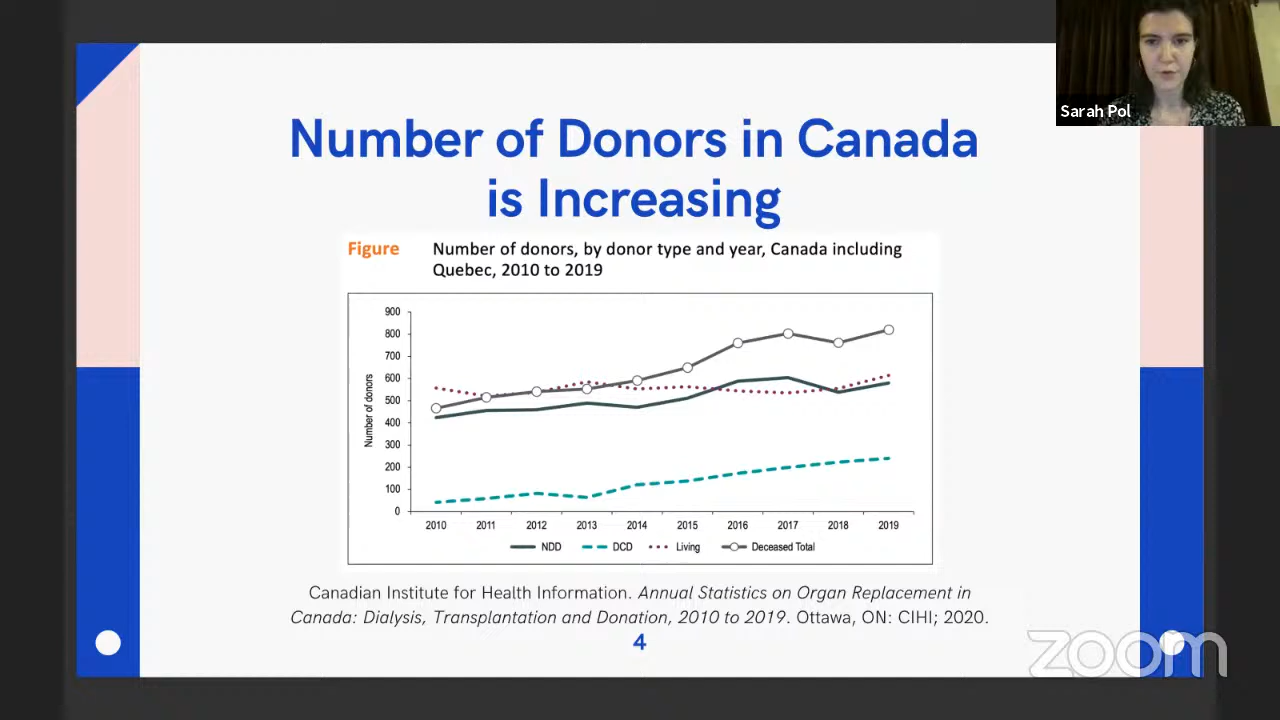 Sarah Pol
Number of Donors in Canada
is Increasing
Figure Number of donors, by donor type and year, Canada including
Quebec, 2010 to 2019
Number of donors
900
800
700
600
500
400
300
200
100
0
2010 2011 2012 2013 2014 2015 2016 2017 2018 2019
NDD DCD Living Deceased Total
Canadian Institute for Health Information. Annual Statistics on Organ Replacement in
Canada: Dialysis, Transplantation and Donation, 2010 to 2019. Ottawa, ON: CIHI; 2020.
4
zoom